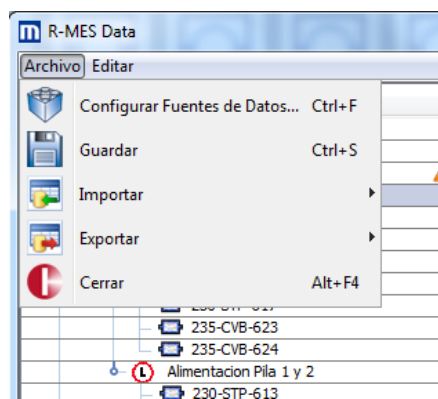 R-MES Data
Archivo Editar
Configurar Fuentes de Datos... Ctrl+F
Guardar Ctrl+S
Importar
Exportar
Cerrar Alt+F4
235-CVB-623
235-CVB-624
L Alimentacion Pila 1 y 2
230-STP-613